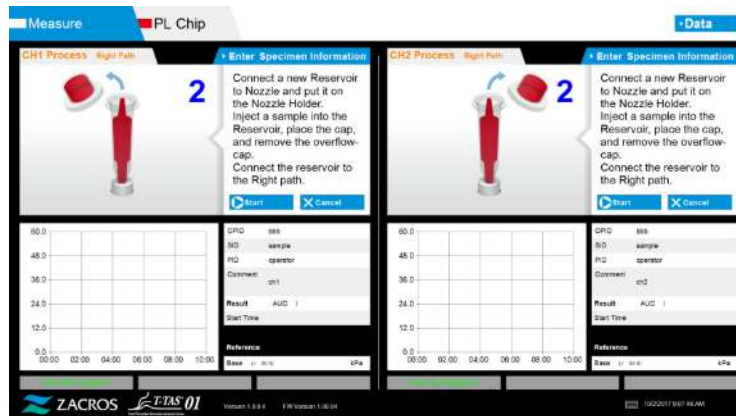 Measure
PL Chip
Data
CH1 Process Right Path
Enter Specimen Information
2
Connect a new Reservoir
to Nozzle and put it on
the Nozzle Holder.
Inject a sample into the
Reservoir, place the cap,
and remove the overflow-
cap.
Connect the reservoir to
the Right path.
Start
Cancel
CH2 Process Right Path
Enter Specimen Information
2
Connect a new Reservoir
to Nozzle and put it on
the Nozzle Holder.
Inject a sample into the
Reservoir, place the cap,
and remove the overflow-
cap.
Connect the reservoir to
the Right path.
Start
Cancel
60.0
48.0
36.0
24.0
12.0
0.0
00:00 02:00 04:00 06:00 08:00 10:00
OPID
SID sample
PID operator
Comment
ch1
Result AUC
Start Time
Reference
Base kPa
60.0
48.0
36.0
24.0
12.0
0.0
00:00 02:00 04:00 06:00 08:00 10:00
OPID
SID sample
PID operator
Comment
ch2
Result AUC
Start Time
Reference
Base kPa
ZACROS T-TAS 01